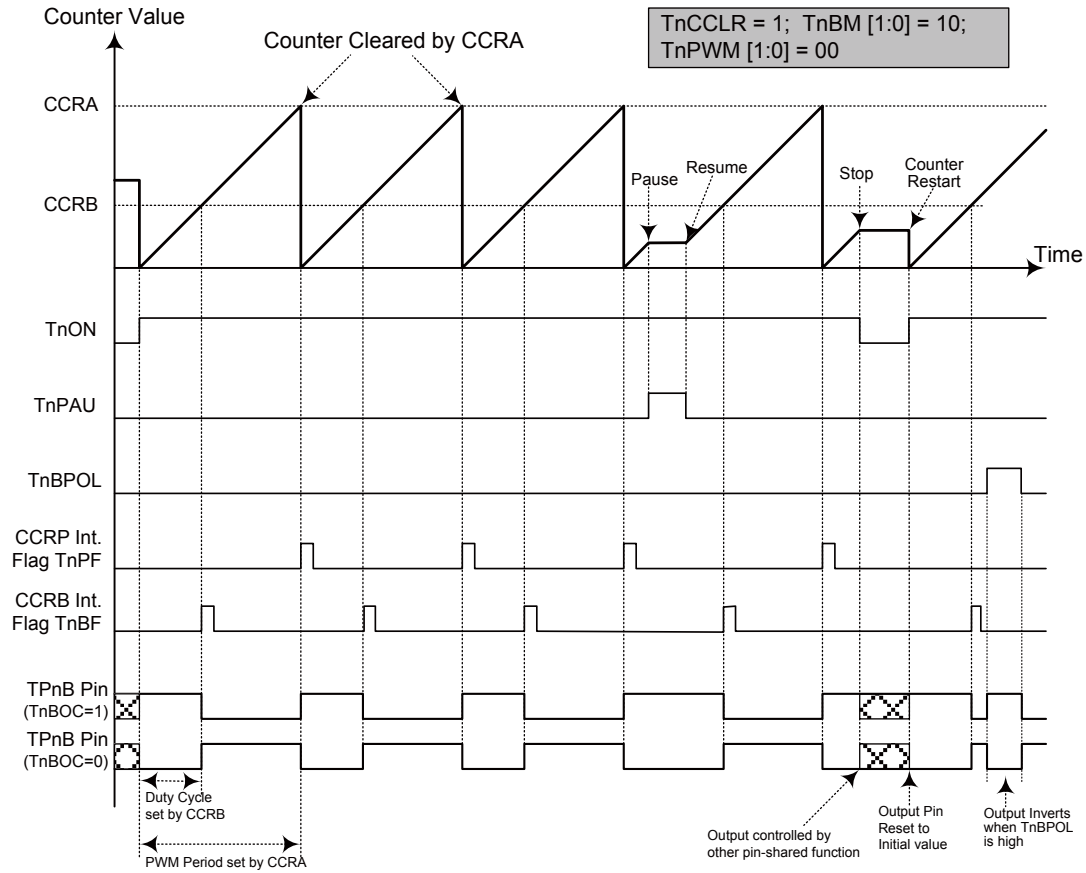 Counter Value
TnCCLR = 1; TnBM [1:0] = 10;
TnPWM [1:0] = 00
Counter Cleared by CCRA
CCRA
Pause
Resume
Stop
Counter
Restart
CCRB
Time
TnON
TnPAU
TnBPOL
CCRP Int.
Flag TnPF
CCRB Int.
Flag TnBF
TPnB Pin
(TnBOC=1)
TPnB Pin
(TnBOC=0)
Duty Cycle
set by CCRB
PWM Period set by CCRA
Output controlled by
other pin-shared function
Output Pin
Reset to
Initial value
Output Inverts
when TnBPOL
is high